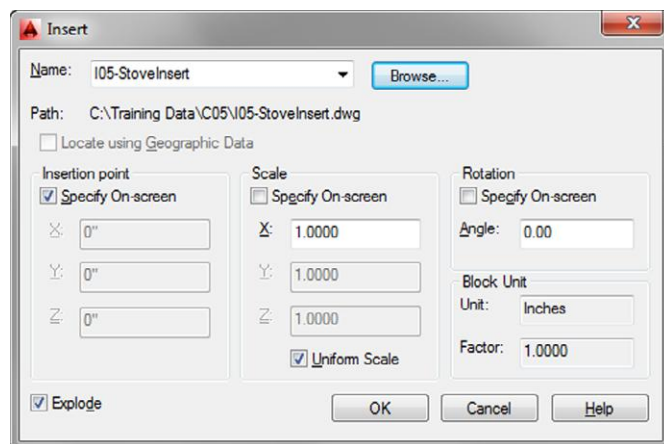 Insert
Name: I05-StoveInsert Browse...
Path: C:\Training Data\C05\I05-StoveInsert.dwg
Locate using Geographic Data
Insertion point
Specify On-screen
X: 0"
Y: 0"
Z: 0"
Scale
Specify On-screen
X: 1.0000
Y: 1.0000
Z: 1.0000
Uniform Scale
Rotation
Specify On-screen
Angle: 0.00
Block Unit
Unit: Inches
Factor: 1.0000
Explode
OK Cancel Help